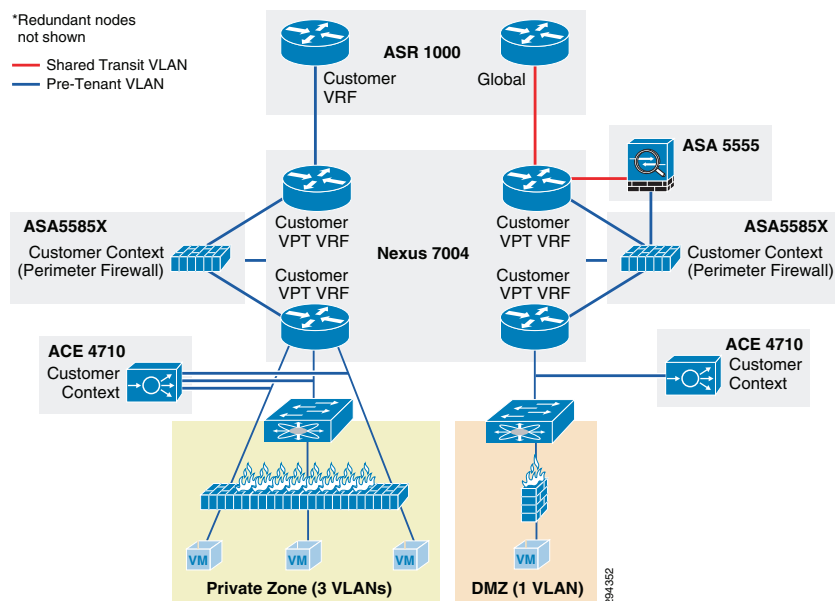 *Redundant nodes
not shown
Shared Transit VLAN
Pre-Tenant VLAN
ASR 1000
Customer
VRF
Global
ASA 5555
ASA5585X
Customer Context
(Perimeter Firewall)
Customer
VPT VRF
Customer
VPT VRF
Nexus 7004
Customer
VPT VRF
Customer
VPT VRF
ASA5585X
Customer Context
(Perimeter Firewall)
ACE 4710
Customer
Context
ACE 4710
Customer
Context
VM
VM
VM
VM
Private Zone (3 VLANs)
DMZ (1 VLAN)
294352